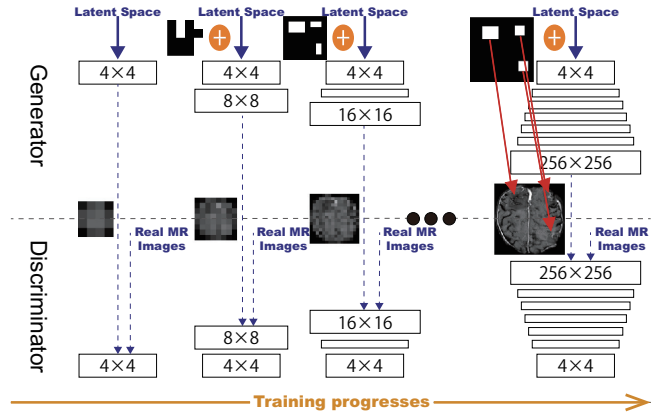 Latent Space
Latent Space
Latent Space
Latent Space
+
+
+
Generator
4×4
4×4
4×4
4×4
8×8
16×16
256×256
Real MR
Images
Real MR
Images
Real MR
Images
Real MR
Images
Discriminator
256×256
16×16
8×8
4×4
4×4
4×4
4×4
Training progresses